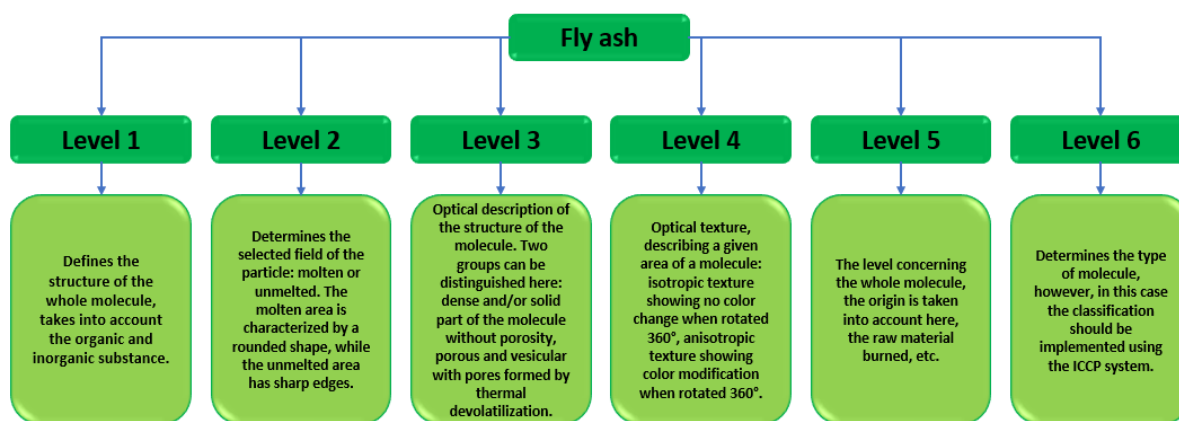 Fly ash
Level 1
Level 2
Level 3
Level 4
Level 5
Level 6
Defines the
structure of the
whole molecule,
takes into account
the organic and
inorganic substance.
Determines the
selected field of the
particle: molten or
unmelted. The
molten area is
characterized by a
rounded shape, while
the unmelted area
has sharp edges.
Optical description of
the structure of the
molecule. Two
groups can be
distinguished here:
dense and/or solid
part of the molecule
without porosity,
porous and vesicular
with pores formed by
thermal
devolatilization.
Optical texture,
describing a given
area of a molecule:
isotropic texture
showing no color
change when rotated
360°, anisotropic
texture showing
color modification
when rotated 360°.
The level concerning
the whole molecule,
the origin is taken
into account here,
the raw material
burned, etc.
Determines the type
of molecule,
however, in this case
the classification
should be
implemented using
the ICCP system.